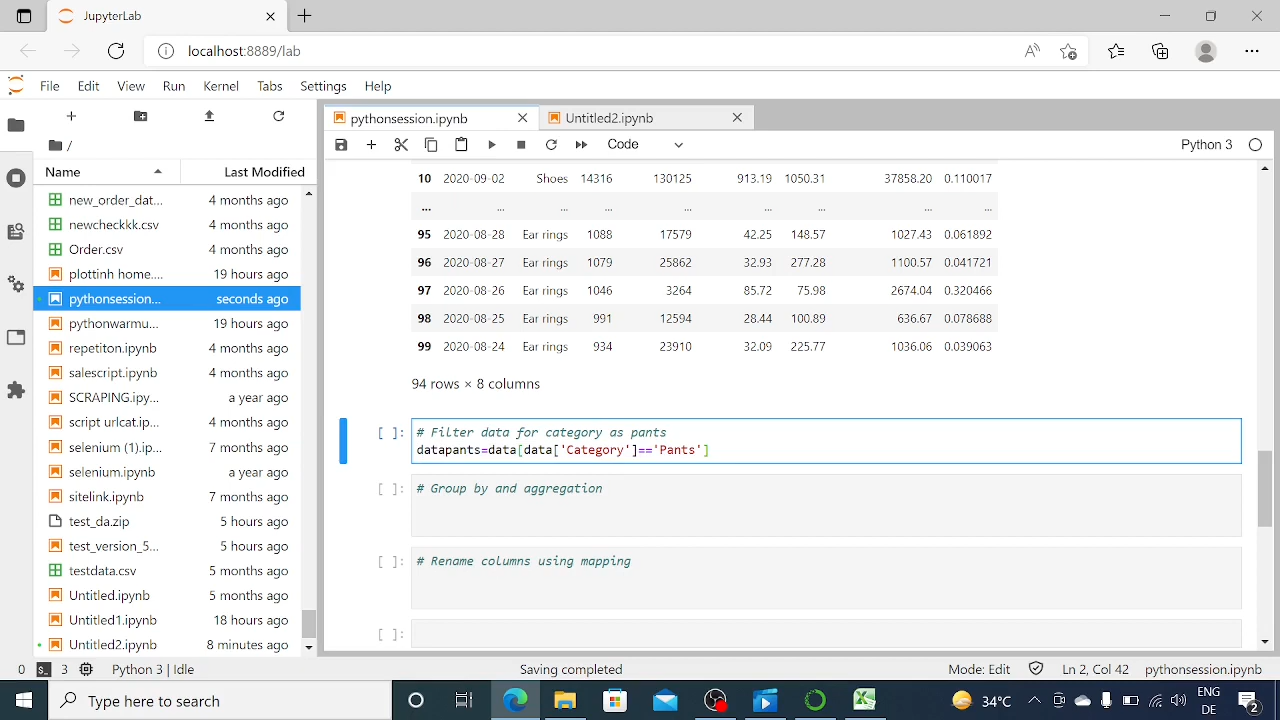 JupyterLab
localhost:8889/lab
File Edit View Run Kernel Tabs Settings Help
pythonsession.ipynb
Untitled2.ipynb
/
Code
Python 3
Name Last Modified
new_order_dat... 4 months ago
newcheckkk.csv 4 months ago
Order.csv 4 months ago
plottinh home.... 19 hours ago
pythonsession... seconds ago
pythonwarmu... 19 hours ago
repetiton.ipynb 4 months ago
salescript.ipynb 4 months ago
SCRAPING.ipy... a year ago
script urlcat.ip... 4 months ago
selenium (1).ip... 7 months ago
selenium.ipynb a year ago
sitelink.ipynb 7 months ago
test_da.zip 5 hours ago
test_version_5... 5 hours ago
testdata.csv 5 months ago
Untitled.ipynb 5 months ago
Untitled1.ipynb 18 hours ago
Untitled2.ipynb 8 minutes ago
10 2020-09-02 Shoes 14316 130125 913.19 1050.31 37858.20 0.110017
... ... ... ... ... ... ... ... ...
95 2020-08-28 Ear rings 1088 17579 42.25 148.57 1027.43 0.061892
96 2020-08-27 Ear rings 1079 25862 32.93 277.28 1100.57 0.041721
97 2020-08-26 Ear rings 1046 3264 85.72 75.98 2674.04 0.320466
98 2020-08-25 Ear rings 991 12594 28.44 100.89 636.67 0.078688
99 2020-08-24 Ear rings 934 23910 32.09 225.77 1036.06 0.039063
94 rows × 8 columns
[ ]: # Filter data for category as pants
datapants=data[data['Category']=='Pants']
[ ]: # Group by and aggregation
[ ]: # Rename columns using mapping
[ ]:
0 3 Python 3 | Idle Saving completed Mode: Edit Ln 2, Col 42 pythonsession.ipynb
Type here to search
34°C
ENG
DE
2